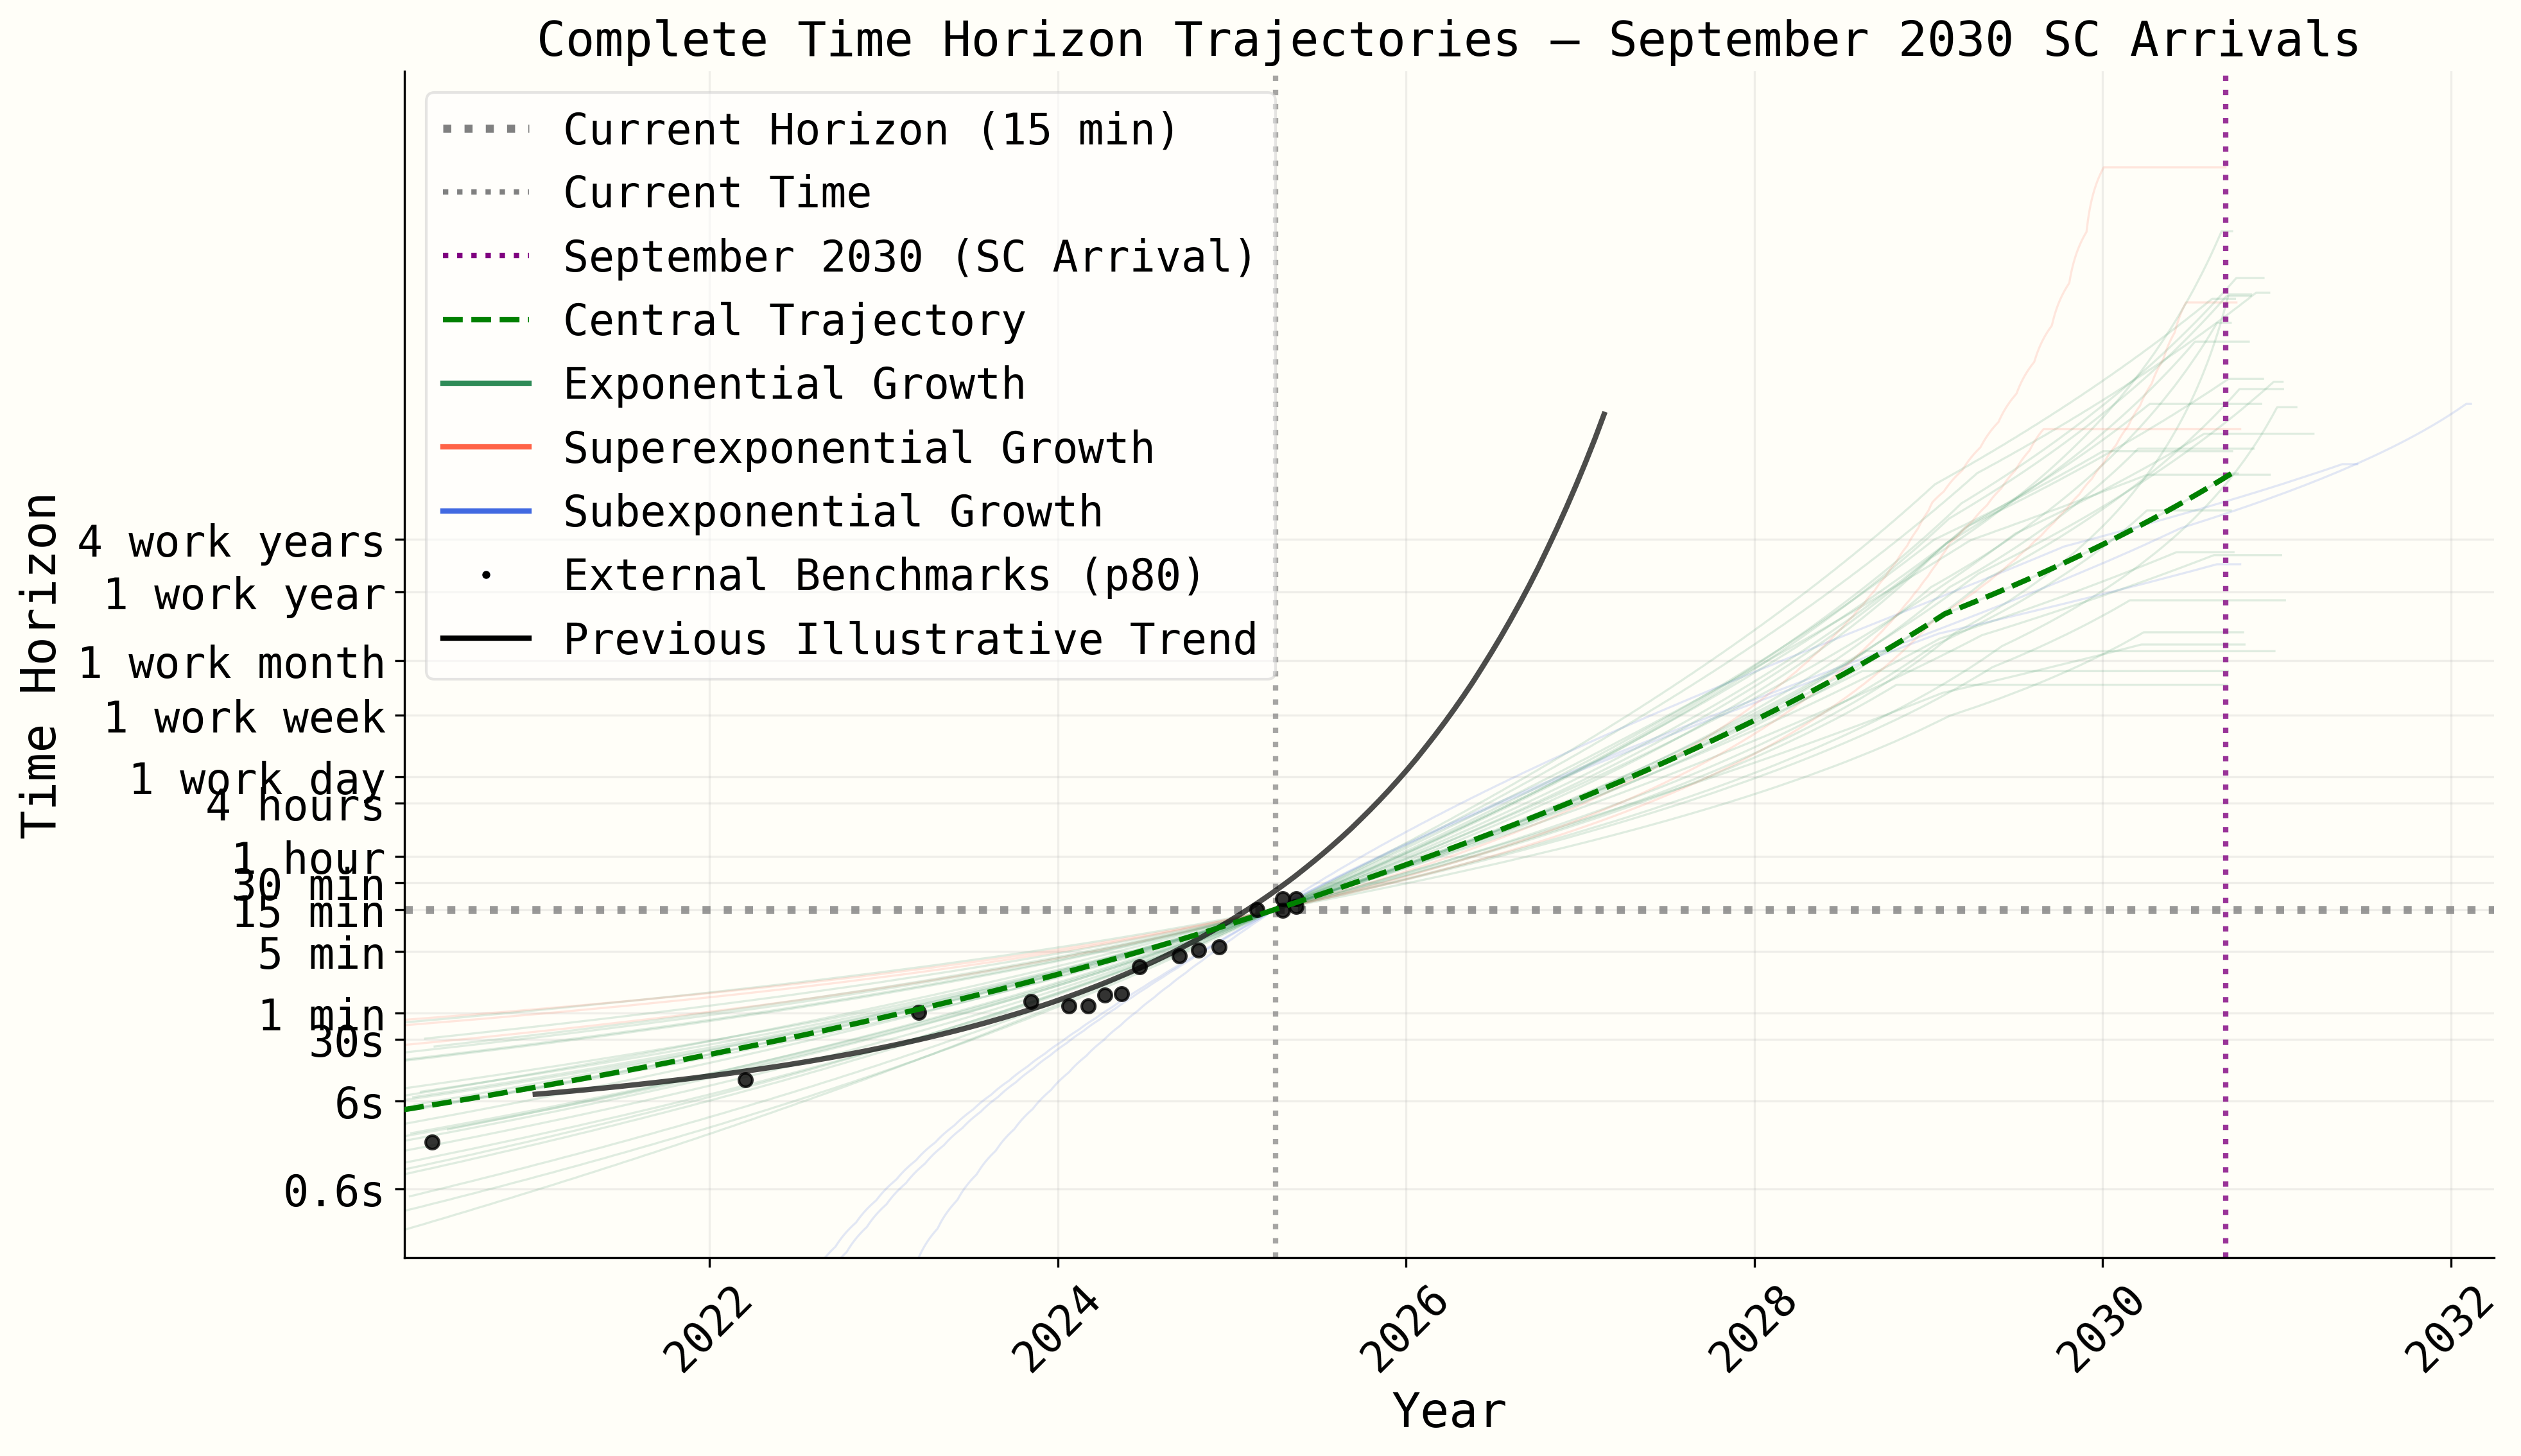 Complete Time Horizon Trajectories — September 2030 SC Arrivals
Current Horizon (15 min)
Current Time
September 2030 (SC Arrival)
Central Trajectory
Exponential Growth
Superexponential Growth
Subexponential Growth
External Benchmarks (p80)
Previous Illustrative Trend
Time Horizon
4 work years
1 work year
1 work month
1 work week
1 work day
4 hours
1 hour
30 min
15 min
5 min
1 min
30s
6s
0.6s
2022
2024
2026
2028
2030
2032
Year